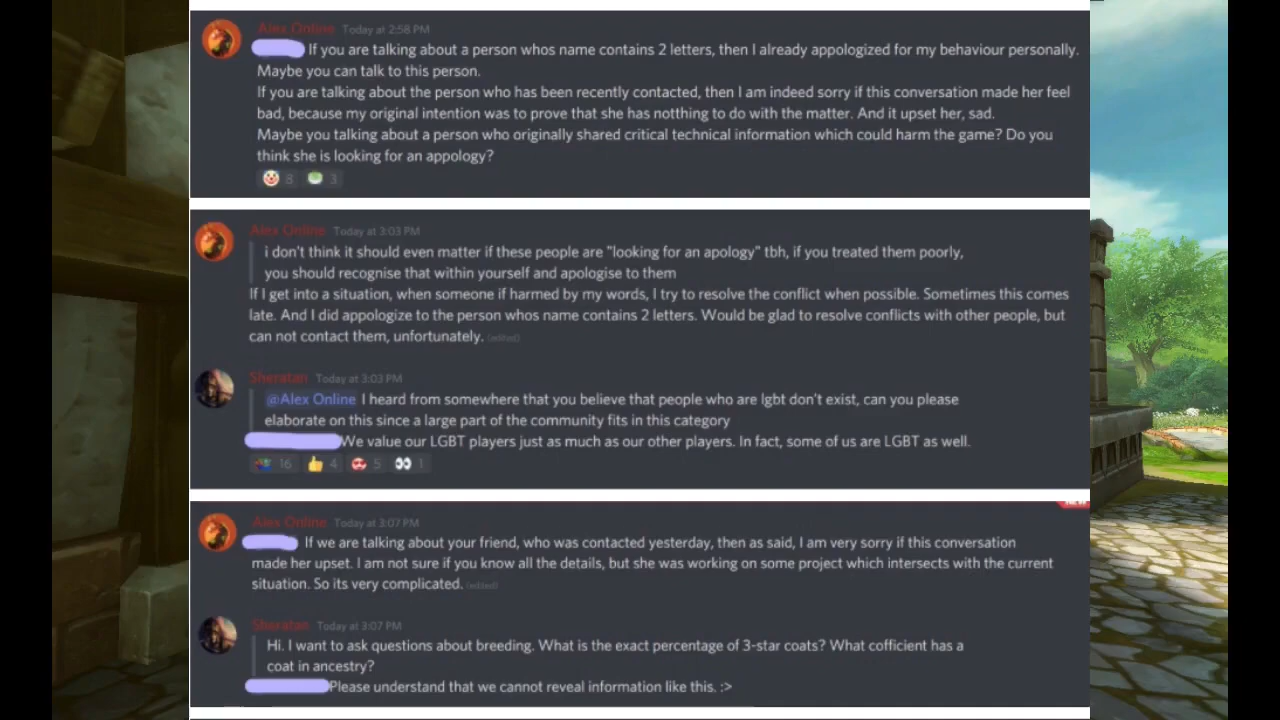 Alex Online Today at 2:58 PM
If you are talking about a person whos name contains 2 letters, then I already appologized for my behaviour personally.
Maybe you can talk to this person.
If you are talking about the person who has been recently contacted, then I am indeed sorry if this conversation made her feel
bad, because my original intention was to prove that she has notthing to do with the matter. And it upset her, sad.
Maybe you talking about a person who originally shared critical technical information which could harm the game? Do you
think she is looking for an appology?
8 3
Alex Online Today at 3:03 PM
i don't think it should even matter if these people are "looking for an apology" tbh, if you treated them poorly,
you should recognise that within yourself and apologise to them
If I get into a situation, when someone if harmed by my words, I try to resolve the conflict when possible. Sometimes this comes
late. And I did appologize to the person whos name contains 2 letters. Would be glad to resolve conflicts with other people, but
can not contact them, unfortunately. (edited)
Sheratan Today at 3:03 PM
@Alex Online I heard from somewhere that you believe that people who are lgbt don't exist, can you please
elaborate on this since a large part of the community fits in this category
We value our LGBT players just as much as our other players. In fact, some of us are LGBT as well.
16 4 5 1
NEW
Alex Online Today at 3:07 PM
If we are talking about your friend, who was contacted yesterday, then as said, I am very sorry if this conversation
made her upset. I am not sure if you know all the details, but she was working on some project which intersects with the current
situation. So its very complicated. (edited)
Sheratan Today at 3:07 PM
Hi. I want to ask questions about breeding. What is the exact percentage of 3-star coats? What cofficient has a
coat in ancestry?
Please understand that we cannot reveal information like this. :>